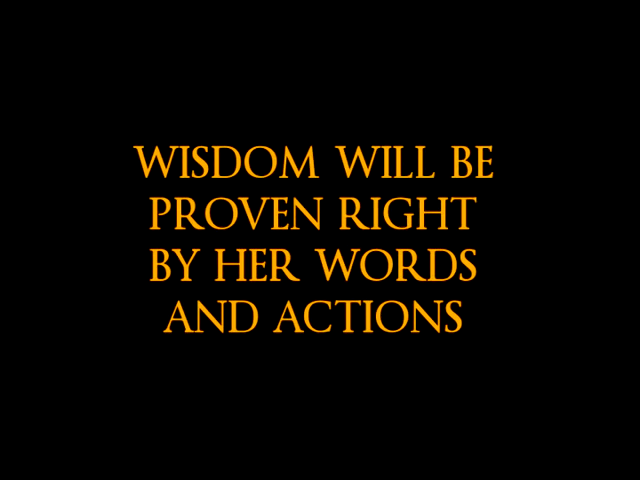 WISDOM WILL BE
PROVEN RIGHT
BY HER WORDS
AND ACTIONS